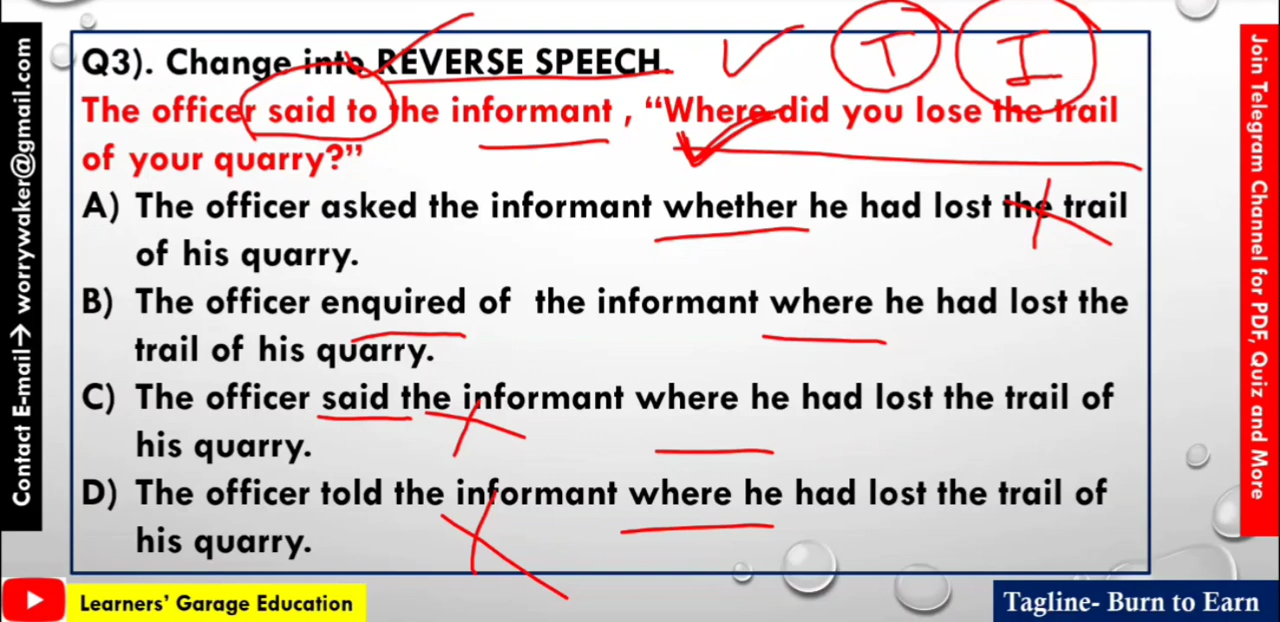 Contact E-mail→ worrywaker@gmail.com
T I
Q3). Change into REVERSE SPEECH.
The officer said to the informant , “Where did you lose the trail
of your quarry?”
A) The officer asked the informant whether he had lost the trail
of his quarry.
B) The officer enquired of the informant where he had lost the
trail of his quarry.
C) The officer said the informant where he had lost the trail of
his quarry.
D) The officer told the informant where he had lost the trail of
his quarry.
Join Telegram Channel for PDF, Quiz and More
Learners’ Garage Education
Tagline- Burn to Earn